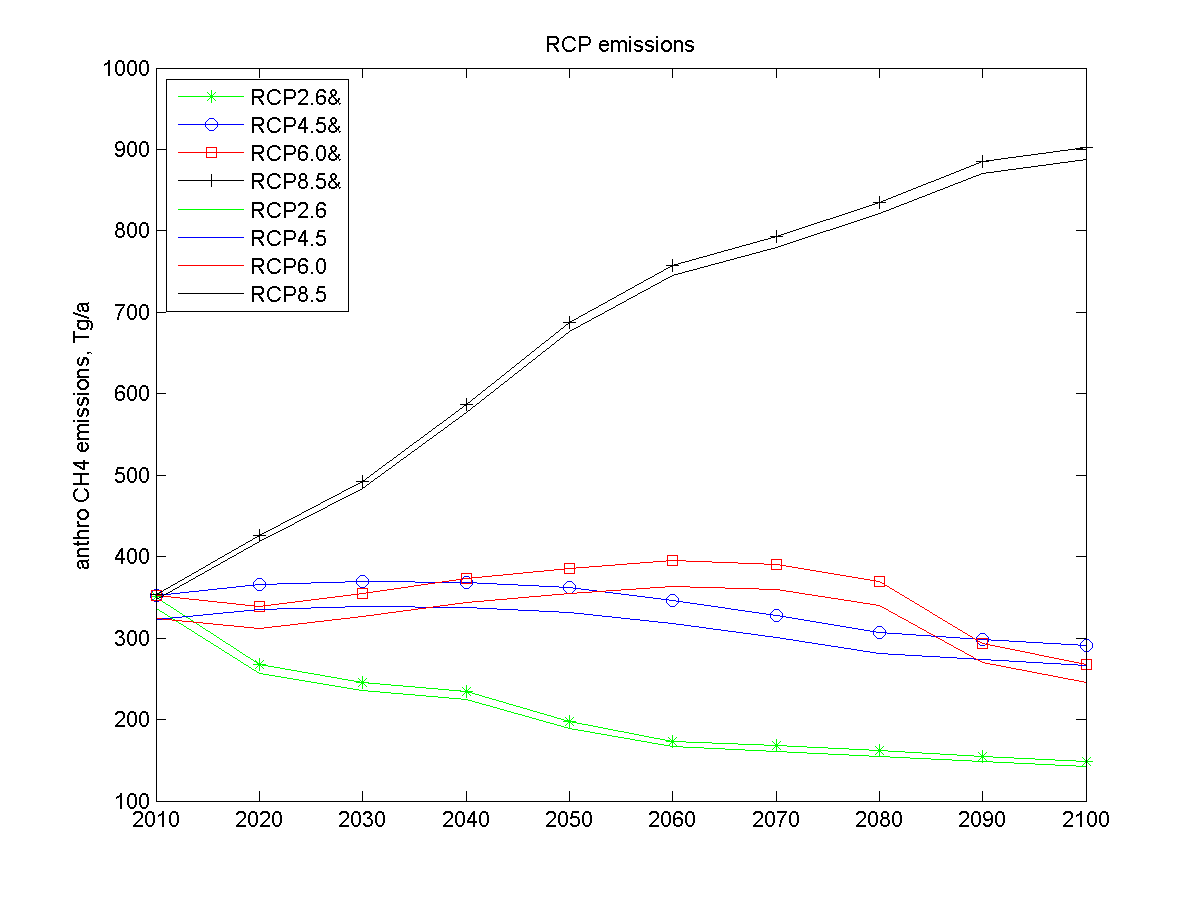 RCP emissions
1000
900
800
700
600
500
400
300
200
100
anthro CH4 emissions, Tg/a
RCP2.6&
RCP4.5&
RCP6.0&
RCP8.5&
RCP2.6
RCP4.5
RCP6.0
RCP8.5
2010 2020 2030 2040 2050 2060 2070 2080 2090 2100